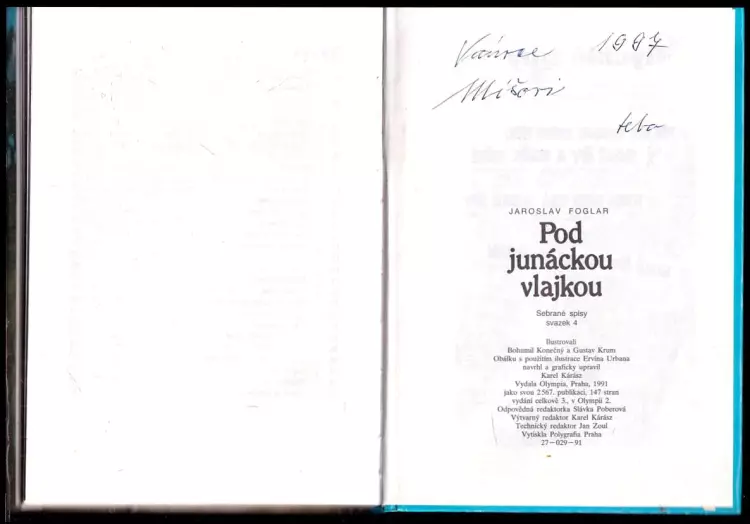 Vánoce 1997
Míšovi
JAROSLAV FOGLAR
Pod
junáckou
vlajkou
Sebrané spisy
svazek 4
Ilustrovali
Bohumil Konečný a Gustav Krum
Obálku s použitím ilustrace Ervína Urbana
navrhl a graficky upravil
Karel Kárász
Vydala Olympia, Praha, 1991
jako svou 2567. publikaci, 147 stran
vydání celkově 3., v Olympii 2.
Odpovědná redaktorka Slávka Poberová
Výtvarný redaktor Karel Kárász
Technický redaktor Jan Zoul
Vytiskla Polygrafia Praha
27—029—91